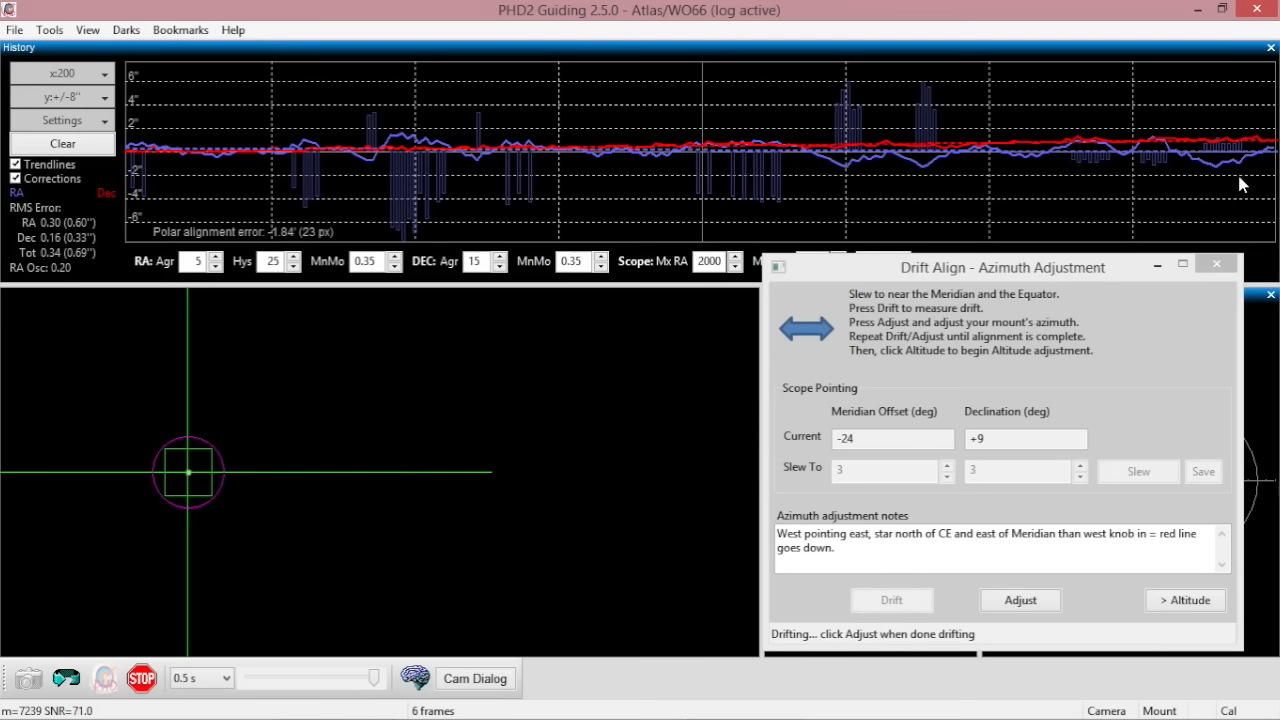 PHD2 Guiding 2.5.0 - Atlas/WO66 (log active)
File Tools View Darks Bookmarks Help
History
x:200
y:+/-8"
Settings
Clear
Trendlines
Corrections
RA Dec
RMS Error:
RA 0.30 (0.60")
Dec 0.16 (0.33")
Tot 0.34 (0.69")
RA Osc: 0.20
6"
4"
2"
-2"
-4"
-6"
Polar alignment error: -1.84' (23 px)
RA: Agr 5 Hys 25 MnMo 0.35 DEC: Agr 15 MnMo 0.35 Scope: Mx RA 2000
Drift Align - Azimuth Adjustment
Slew to near the Meridian and the Equator.
Press Drift to measure drift.
Press Adjust and adjust your mount's azimuth.
Repeat Drift/Adjust until alignment is complete.
Then, click Altitude to begin Altitude adjustment.
Scope Pointing
Meridian Offset (deg) Declination (deg)
Current -24 +9
Slew To 3 3 Slew Save
Azimuth adjustment notes
West pointing east, star north of CE and east of Meridian than west knob in = red line
goes down.
Drift Adjust > Altitude
Drifting... click Adjust when done drifting
STOP 0.5 s Cam Dialog
m=7239 SNR=71.0 6 frames Camera Mount Cal